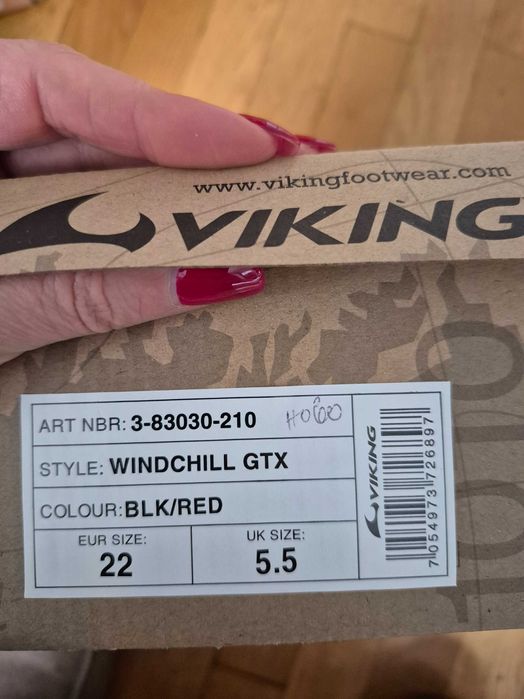 www.vikingfootwear.com
VIKING
ART NBR: 3-83030-210 ново
STYLE: WINDCHILL GTX
COLOUR:BLK/RED
EUR SIZE:
22
UK SIZE:
5.5
VIKING
7054973726897